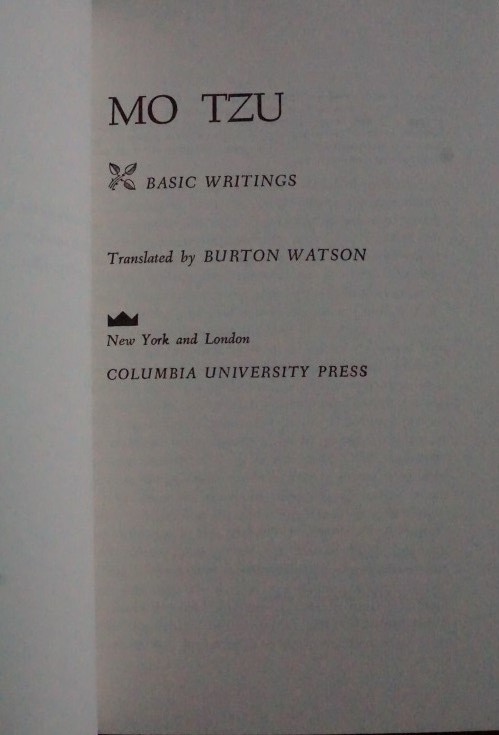 MO TZU
BASIC WRITINGS
Translated by BURTON WATSON
New York and London
COLUMBIA UNIVERSITY PRESS